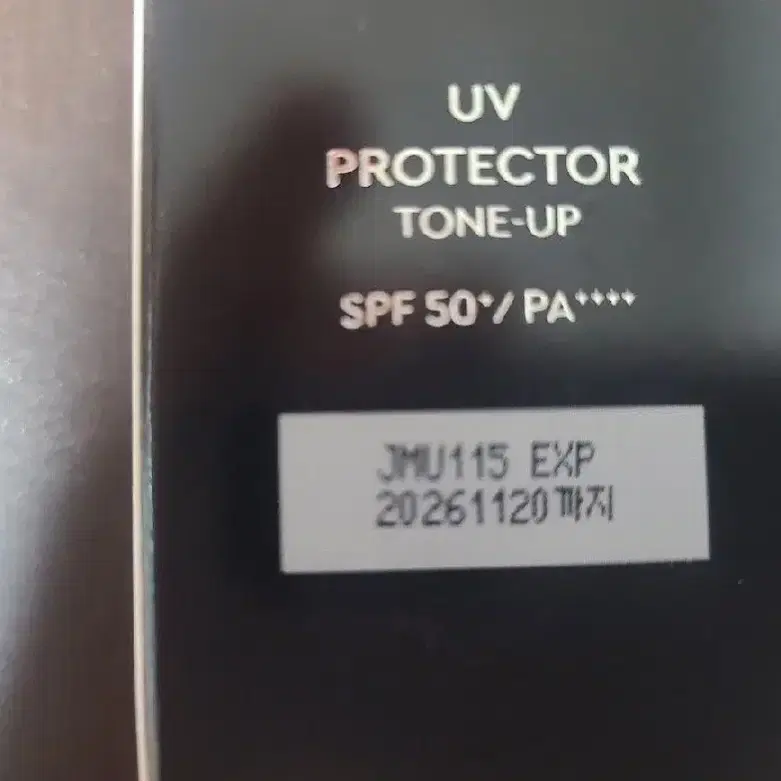 UV
PROTECTOR
TONE-UP
SPF 50+/ PA++++
JMU115 EXP
20261120까지